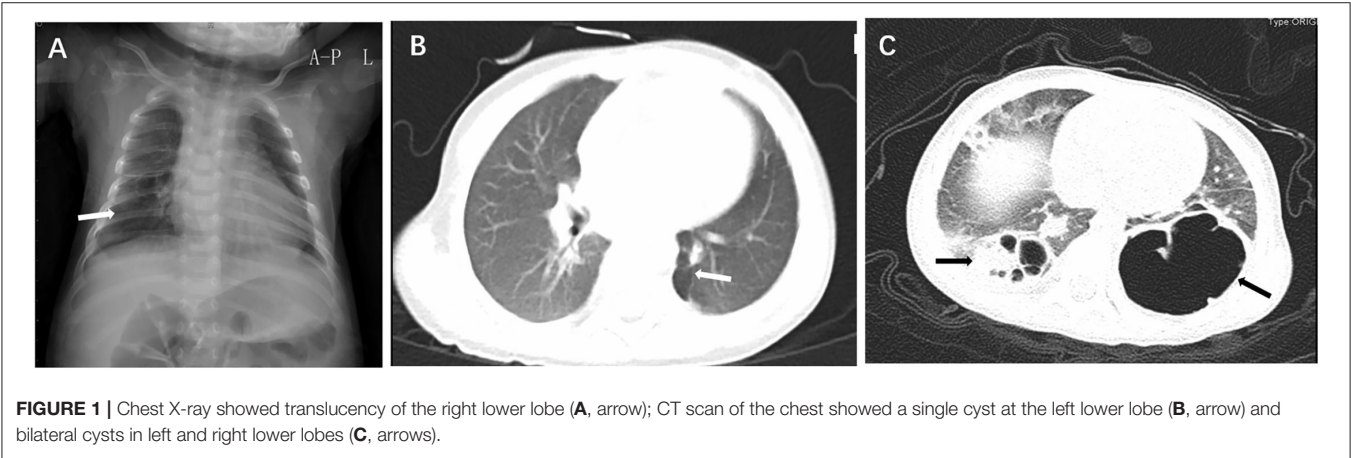 A
A-P L
B
C
Type:ORIG
FIGURE 1 | Chest X-ray showed translucency of the right lower lobe (A, arrow); CT scan of the chest showed a single cyst at the left lower lobe (B, arrow) and
bilateral cysts in left and right lower lobes (C, arrows).